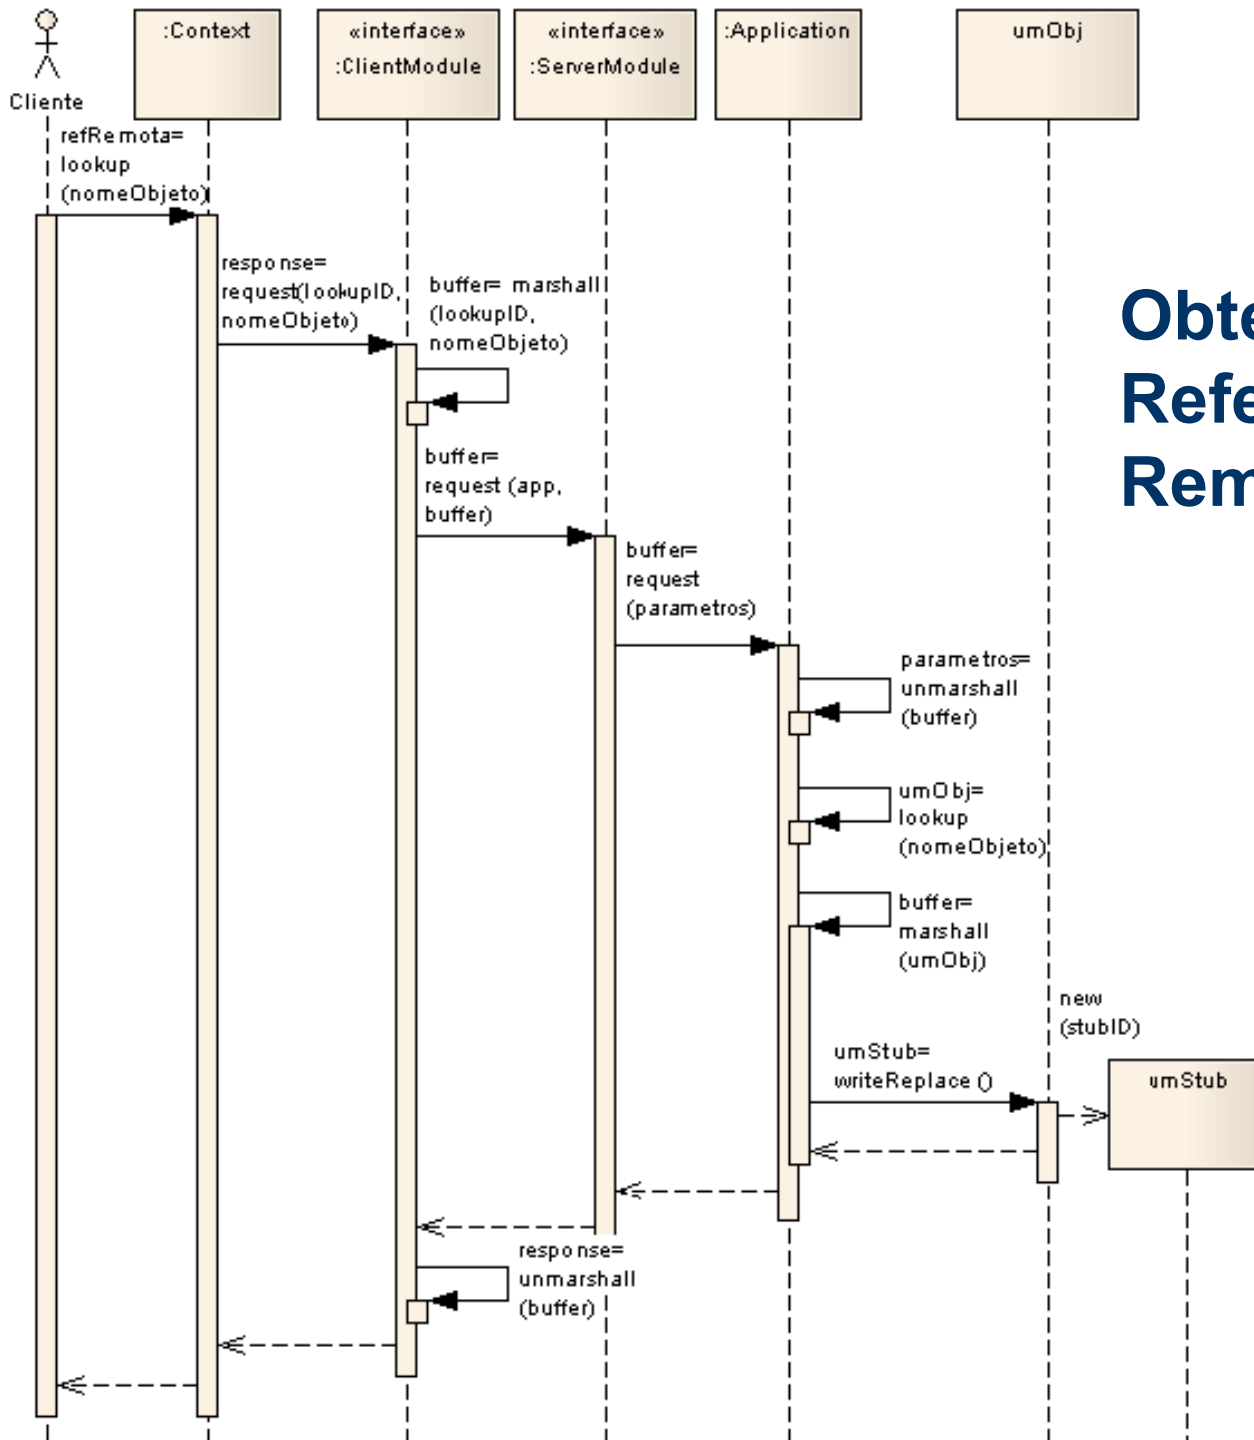 :Context
«interface»
:ClientModule
«interface»
:ServerModule
:Application
umObj
Cliente
refRemota=
lookup
(nomeObjeto)
response=
request(lookupID,
nomeObjeto)
buffer= marshall
(lookupID,
nomeObjeto)
buffer=
request (app,
buffer)
buffer=
request
(parametros)
parametros=
unmarshall
(buffer)
umObj=
lookup
(nomeObjeto)
buffer=
marshall
(umObj)
new
(stubID)
umStub=
writeReplace ()
umStub
response=
unmarshall
(buffer)
Obte
Refe
Rem